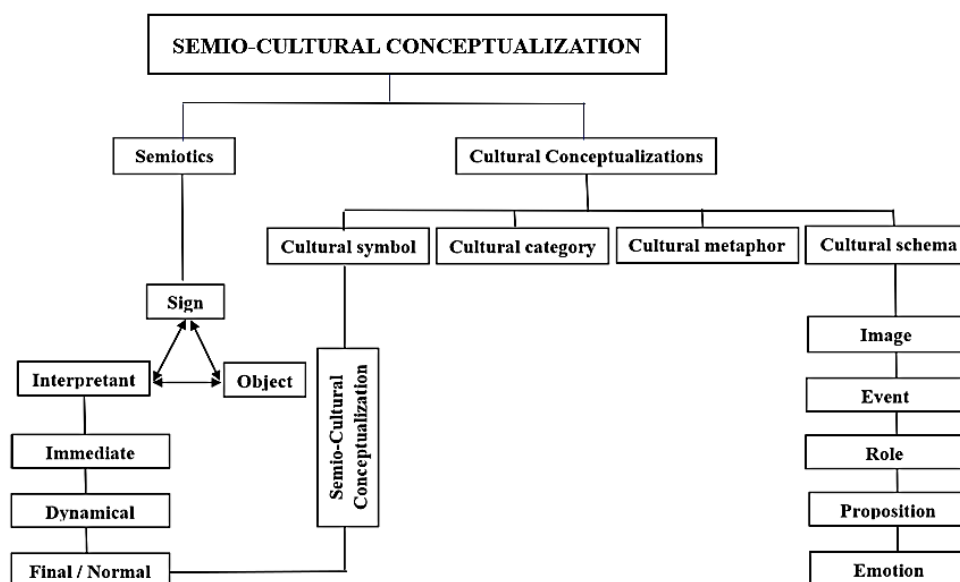 SEMIO-CULTURAL CONCEPTUALIZATION
Semiotics
Cultural Conceptualizations
Cultural symbol
Cultural category
Cultural metaphor
Cultural schema
Sign
Interpretant
Object
Immediate
Dynamical
Final / Normal
Semio-Cultural
Conceptualization
Image
Event
Role
Proposition
Emotion